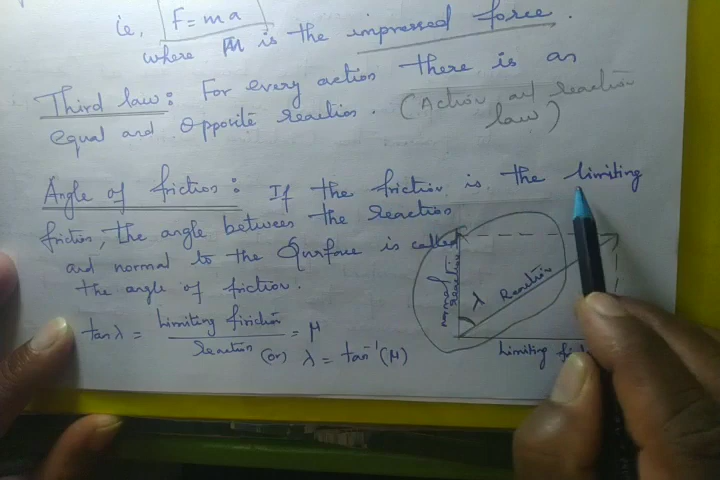 ie, F = ma
where m is the impressed force.
Third law: For every action there is an
equal and opposite reaction. (Action and reaction
law)
Angle of friction: If the friction is the limiting
friction, the angle between the reaction
and normal to the Surface is called
the angle of friction.
tanλ = Limiting friction / Reaction = μ
(or) λ = tan⁻¹(μ)
normal reaction
λ
Reaction
Limiting